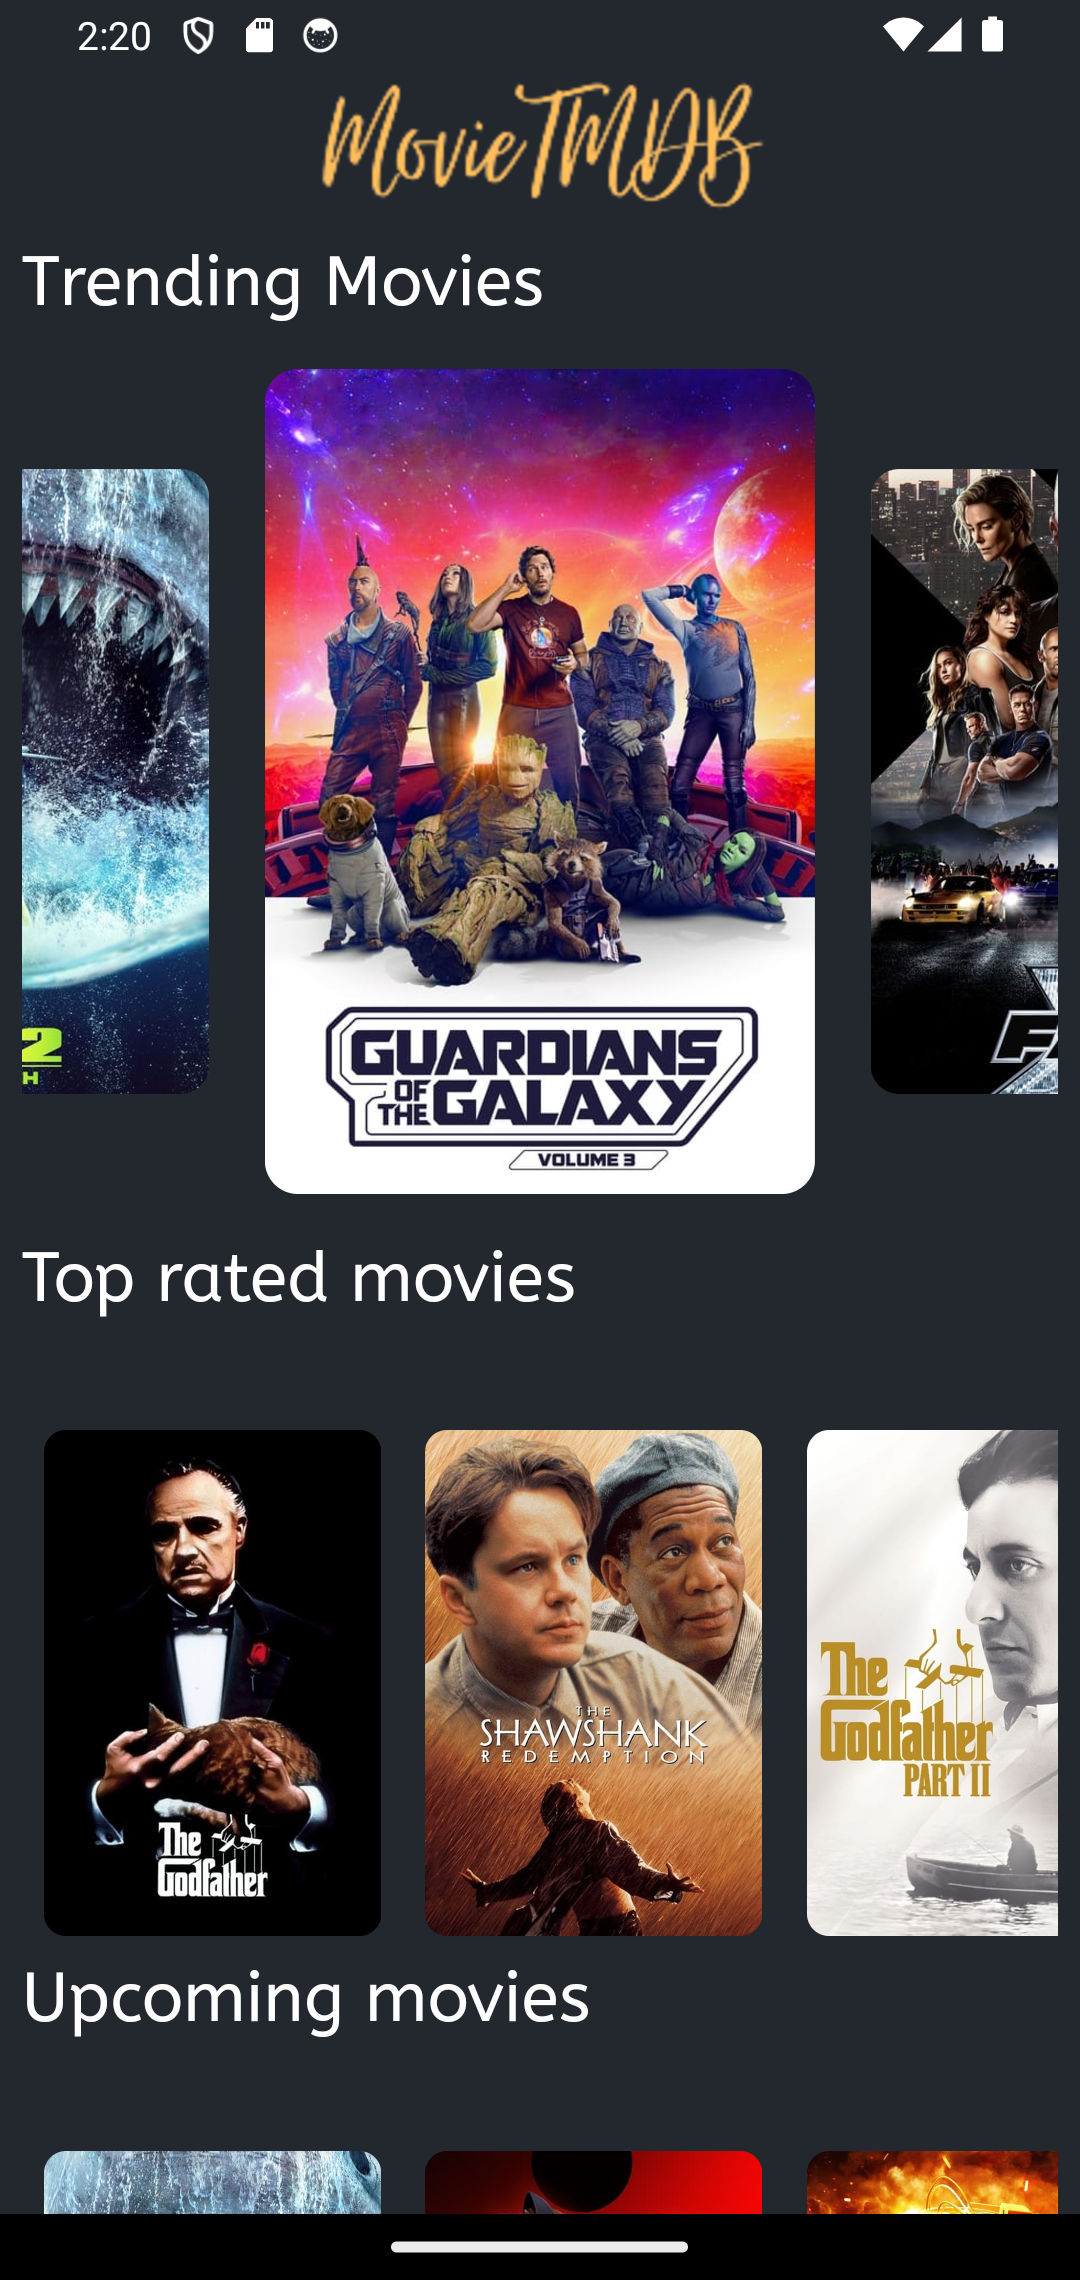 2:20
MovieTMDB
Trending Movies
2
H
GUARDIANS
OF
THE GALAXY
VOLUME 3
F
Top rated movies
The
Godfather
THE
SHAWSHANK
REDEMPTION
The
Godfather
PART II
Upcoming movies